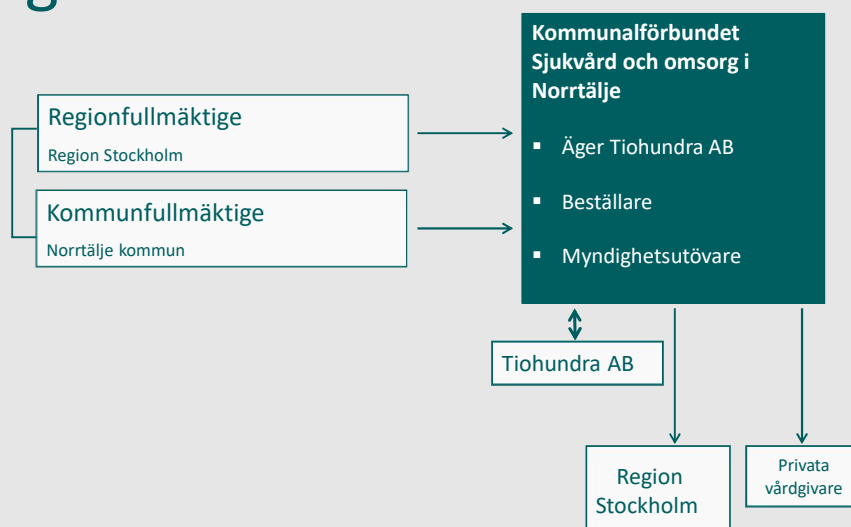 Regionfullmäktige
Region Stockholm
Kommunfullmäktige
Norrtälje kommun
Kommunalförbundet
Sjukvård och omsorg i
Norrtälje
▪ Äger Tiohundra AB
▪ Beställare
▪ Myndighetsutövare
Tiohundra AB
Region
Stockholm
Privata
vårdgivare